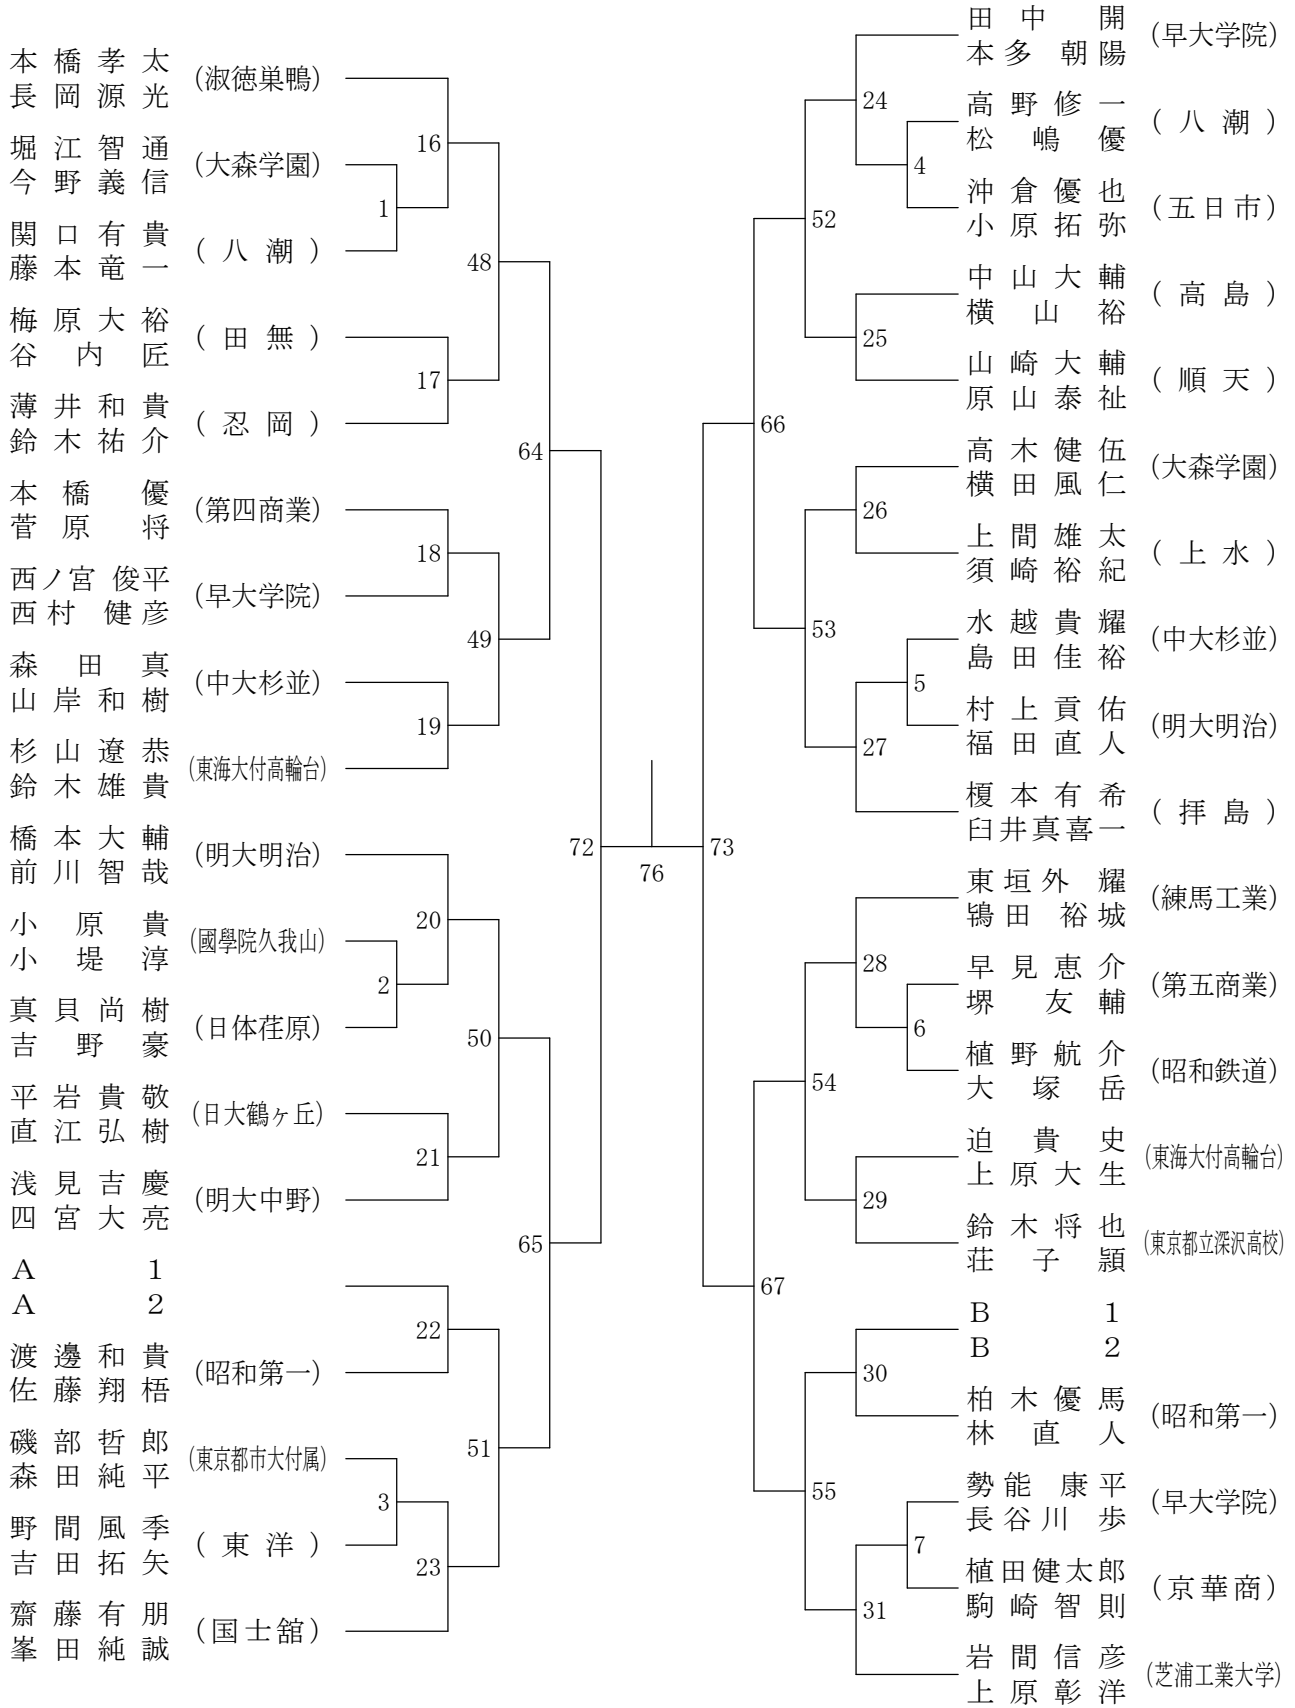 本橋孝太
長岡源光
(淑徳巣鴨)
堀江智通
今野義信
(大森学園)
関口有貴
藤本竜一
(八潮)
梅原大裕
谷内匠
(田無)
薄井和貴
鈴木祐介
(忍岡)
本橋優
菅原将
(第四商業)
西ノ宮俊平
西村健彦
(早大学院)
森田真
山岸和樹
(中大杉並)
杉山遼恭
鈴木雄貴
(東海大付高輪台)
橋本大輔
前川智哉
(明大明治)
小原貴
小堤淳
(國學院久我山)
真貝尚樹
吉野豪
(日体荏原)
平岩貴敬
直江弘樹
(日大鶴ヶ丘)
浅見吉慶
四宮大亮
(明大中野)
A 1
A 2
渡邊和貴
佐藤翔梧
(昭和第一)
磯部哲郎
森田純平
(東京都市大付属)
野間風季
吉田拓矢
(東洋)
齋藤有朋
峯田純誠
(国士舘)
1
2
3
16
17
18
19
20
21
22
23
48
49
50
51
64
65
72
76
73
66
67
52
53
54
55
24
25
26
27
28
29
30
31
4
5
6
7
田中開
本多朝陽
(早大学院)
高野修一
松嶋優
(八潮)
沖倉優也
小原拓弥
(五日市)
中山大輔
横山裕
(高島)
山崎大輔
原山泰祉
(順天)
高木健伍
横田風仁
(大森学園)
上間雄太
須崎裕紀
(上水)
水越貴耀
島田佳裕
(中大杉並)
村上貢佑
福田直人
(明大明治)
榎本有希
臼井真喜一
(拝島)
東垣外耀
鴇田裕城
(練馬工業)
早見恵介
堺友輔
(第五商業)
植野航介
大塚岳
(昭和鉄道)
迫貴史
上原大生
(東海大付高輪台)
鈴木将也
荘子頴
(東京都立深沢高校)
B 1
B 2
柏木優馬
林直人
(昭和第一)
勢能康平
長谷川歩
(早大学院)
植田健太郎
駒崎智則
(京華商)
岩間信彦
上原彰洋
(芝浦工業大学)